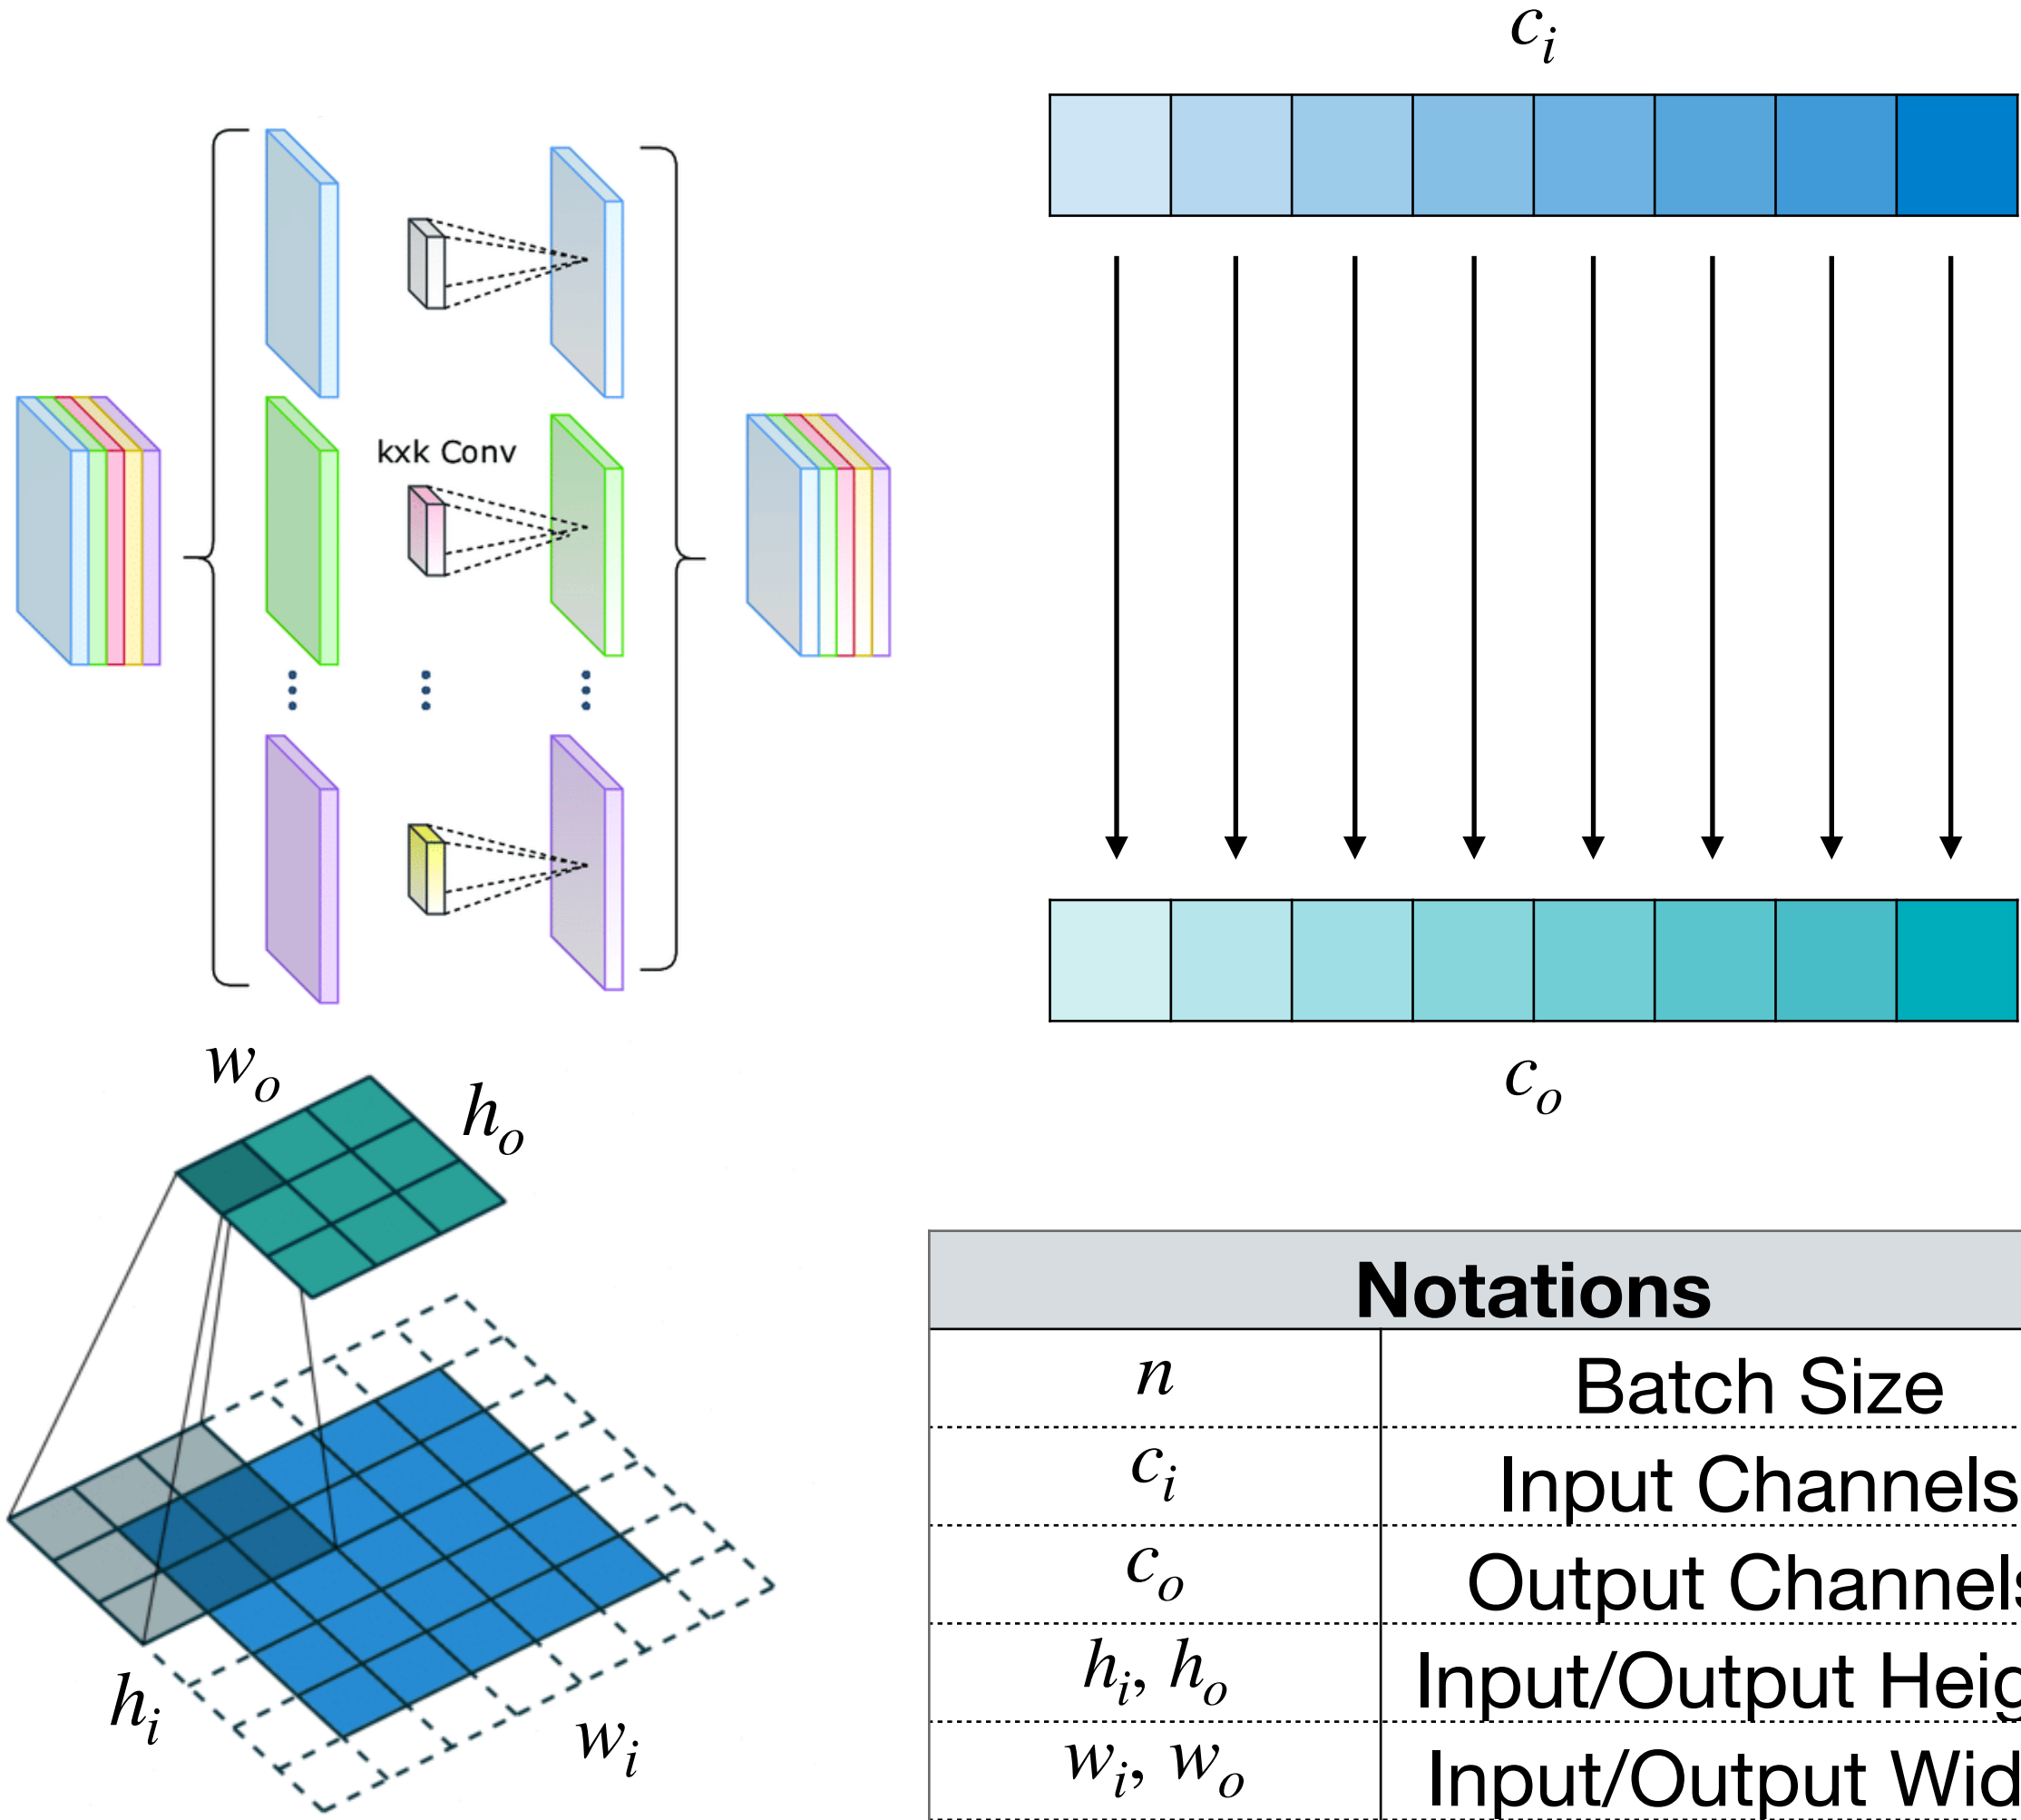 c_i
kxk Conv
c_o
w_o
h_o
h_i
w_i
Notations
n Batch Size
c_i Input Channels
c_o Output Channels
h_i, h_o Input/Output Heig
w_i, w_o Input/Output Wid